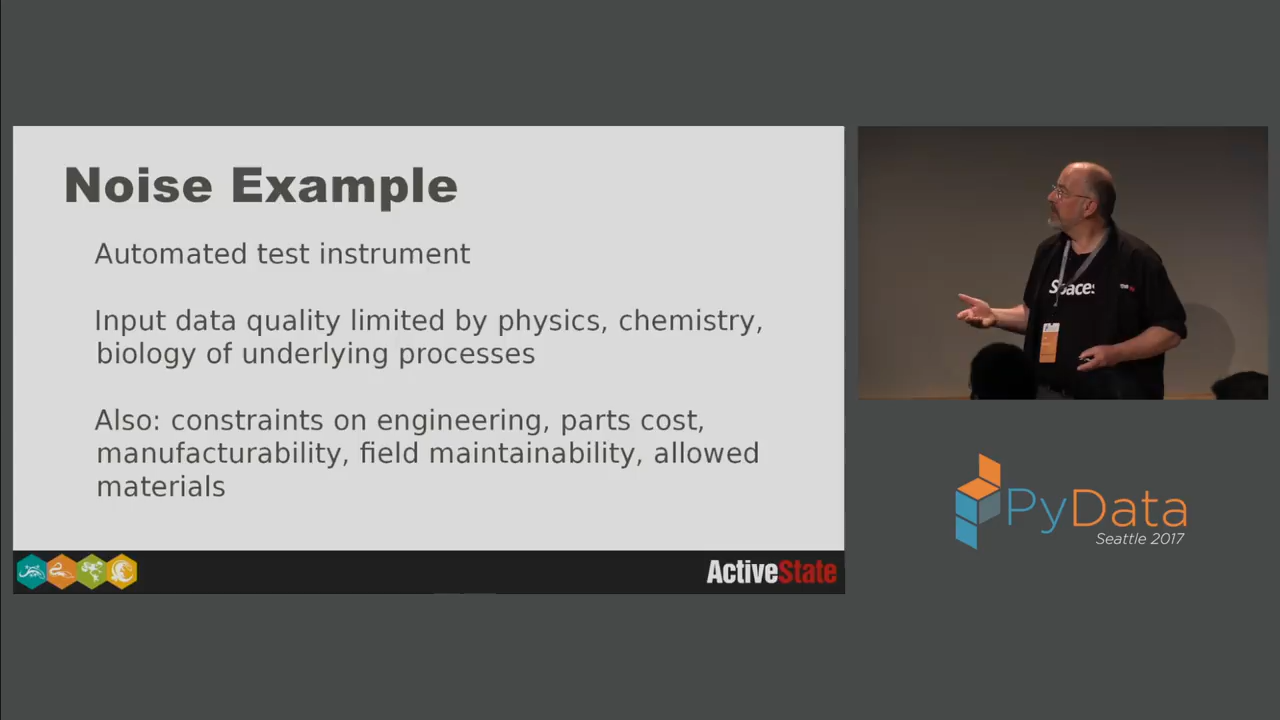 Noise Example
Automated test instrument
Input data quality limited by physics, chemistry,
biology of underlying processes
Also: constraints on engineering, parts cost,
manufacturability, field maintainability, allowed
materials
ActiveState
Spaces
PyData
Seattle 2017